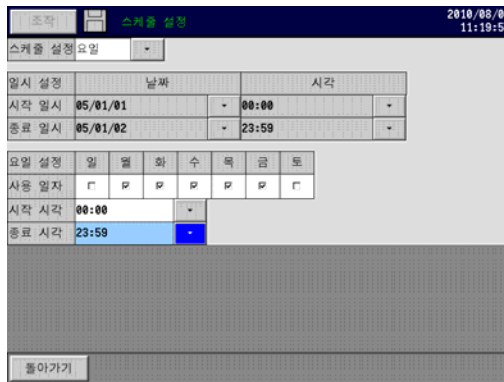 조작 스케줄 설정 2010/08/0
11:19:5
스케줄 설정 요일
일시 설정 날짜 시각
시작 일시 05/01/01 00:00
종료 일시 05/01/02 23:59
요일 설정 일 월 화 수 목 금 토
사용 일자
시작 시각 00:00
종료 시각 23:59
돌아가기